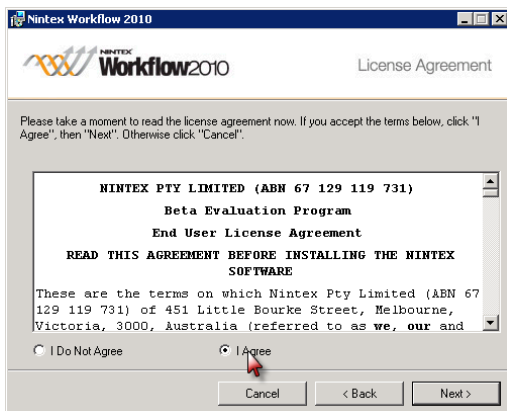 Nintex Workflow 2010
NINTEX
Workflow2010
License Agreement
Please take a moment to read the license agreement now. If you accept the terms below, click "I
Agree", then "Next". Otherwise click "Cancel".
NINTEX PTY LIMITED (ABN 67 129 119 731)
Beta Evaluation Program
End User License Agreement
READ THIS AGREEMENT BEFORE INSTALLING THE NINTEX
SOFTWARE
These are the terms on which Nintex Pty Limited (ABN 67
129 119 731) of 451 Little Bourke Street, Melbourne,
Victoria, 3000, Australia (referred to as we, our and
I Do Not Agree
I Agree
Cancel
< Back
Next >